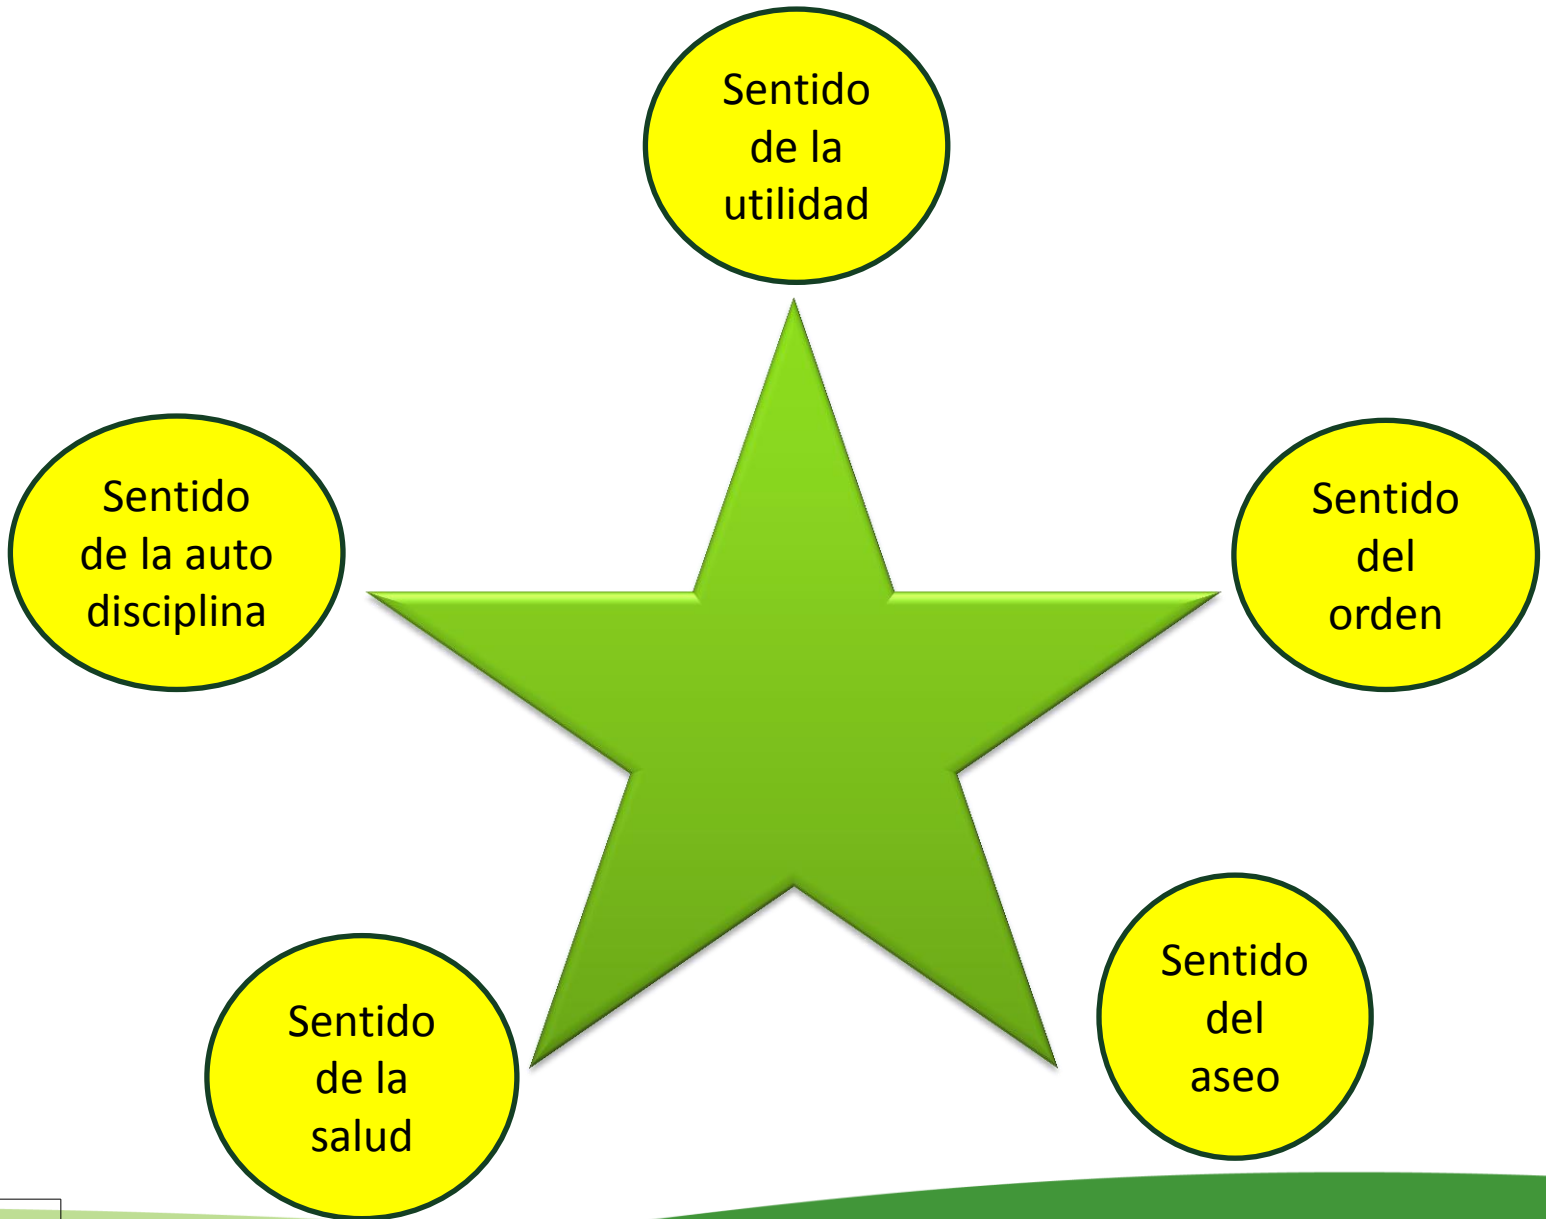 Sentido
de la
utilidad
Sentido
de la auto
disciplina
Sentido
del
orden
Sentido
de la
salud
Sentido
del
aseo